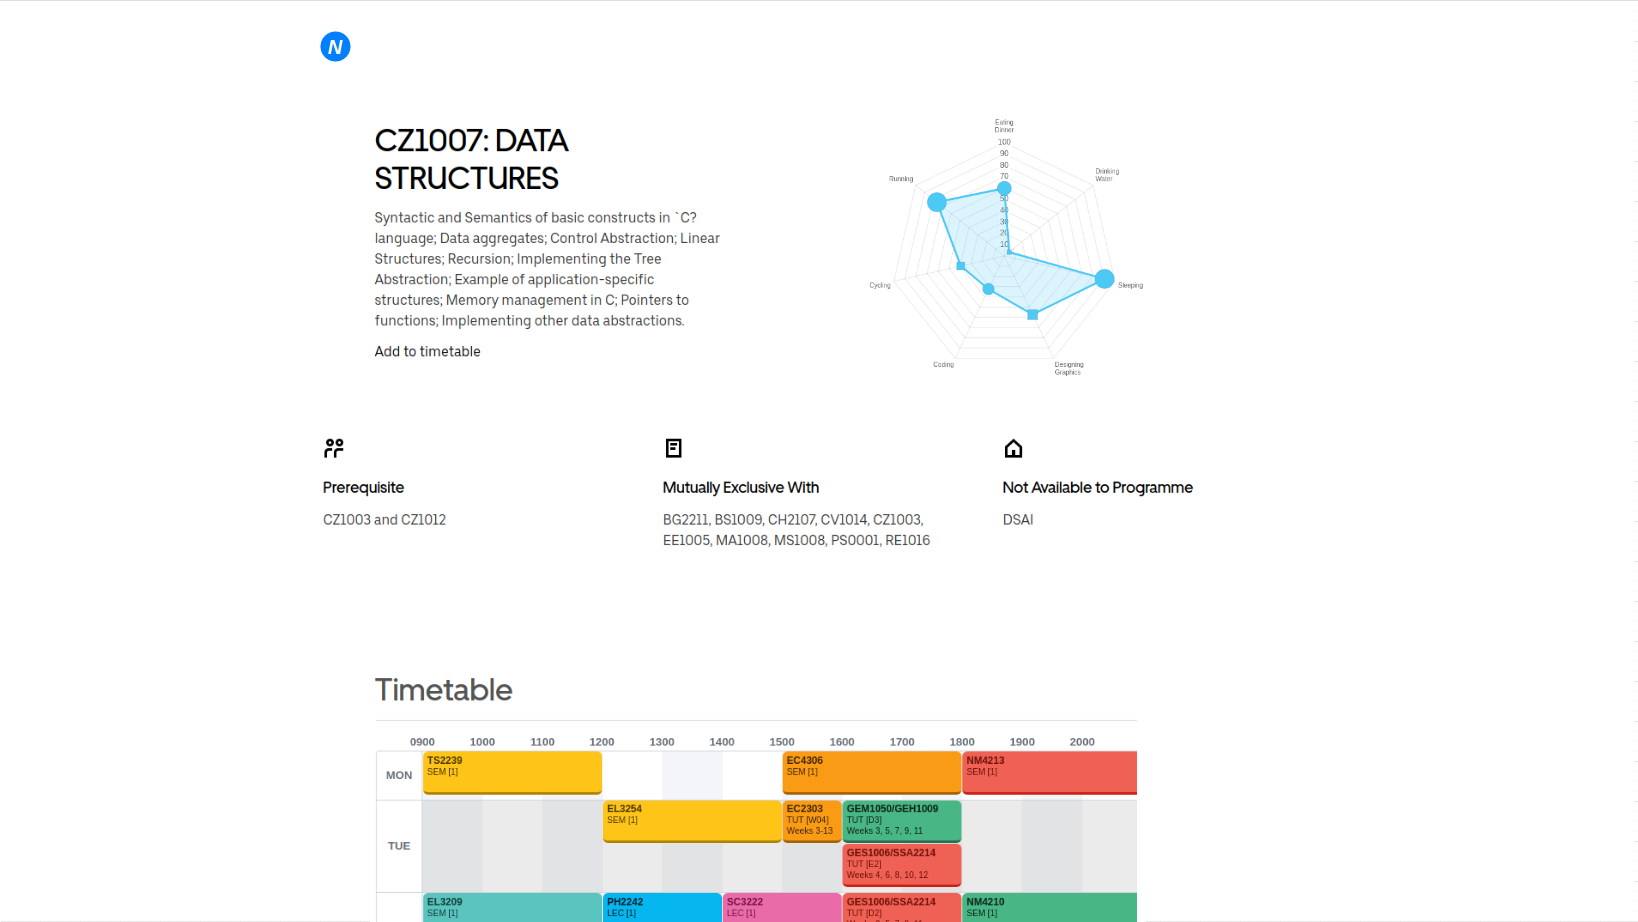 N
CZ1007: DATA
STRUCTURES
Syntactic and Semantics of basic constructs in `C?
language; Data aggregates; Control Abstraction; Linear
Structures; Recursion; Implementing the Tree
Abstraction; Example of application-specific
structures; Memory management in C; Pointers to
functions; Implementing other data abstractions.
Add to timetable
Eating
Dinner
100
90
80
70
50
40
30
20
10
Drinking
Water
Sleeping
Designing
Graphics
Coding
Cycling
Running
Prerequisite
CZ1003 and CZ1012
Mutually Exclusive With
BG2211, BS1009, CH2107, CV1014, CZ1003,
EE1005, MA1008, MS1008, PS0001, RE1016
Not Available to Programme
DSAI
Timetable
0900 1000 1100 1200 1300 1400 1500 1600 1700 1800 1900 2000
MON
TS2239
SEM [1]
EC4306
SEM [1]
NM4213
SEM [1]
TUE
EL3254
SEM [1]
EC2303
TUT [W04]
Weeks 3-13
GEM1050/GEH1009
TUT [D3]
Weeks 3, 5, 7, 9, 11
GES1006/SSA2214
TUT [E2]
Weeks 4, 6, 8, 10, 12
EL3209
SEM [1]
PH2242
LEC [1]
SC3222
LEC [1]
GES1006/SSA2214
TUT [D2]
NM4210
SEM [1]